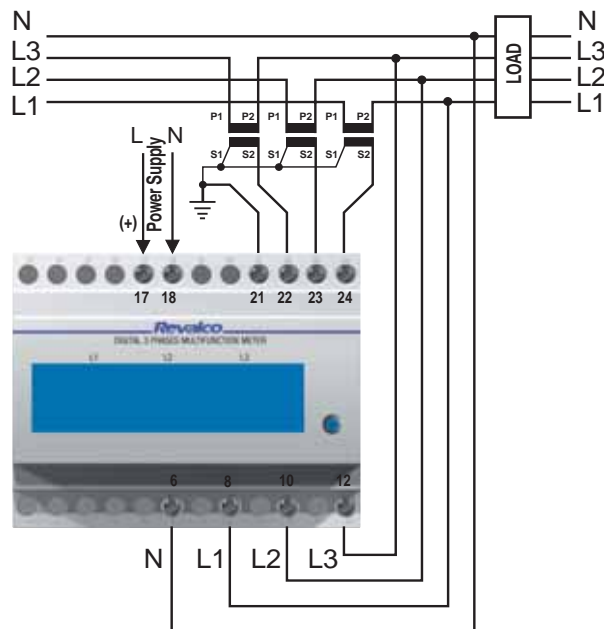 N N
L3 L3
L2 L2
L1 L1
LOAD
P1 P2 P1 P2 P1 P2
S1 S2 S1 S2 S1 S2
L N
(+) Power Supply
17 18 21 22 23 24
Revalco
DIGITAL 3 PHASES MULTIFUNCTION METER
L1 L2 L3
6 8 10 12
N L1 L2 L3